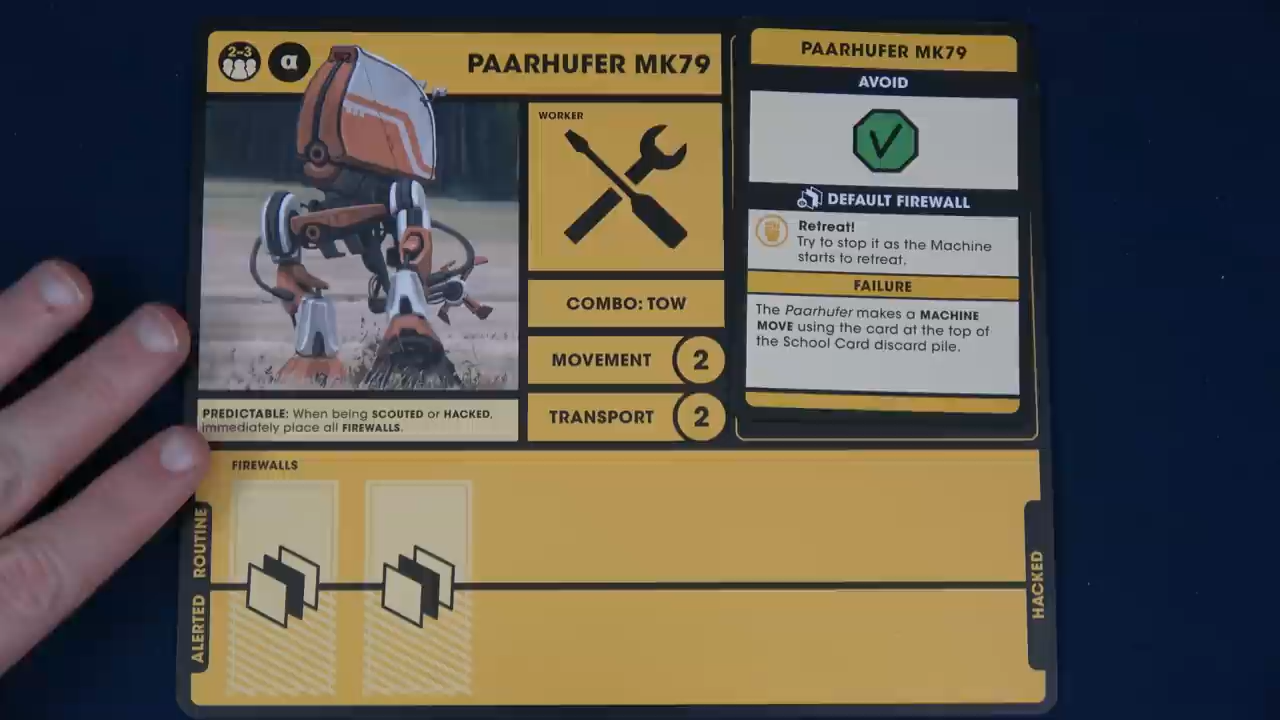 2-3
α
PAARHUFER MK79
WORKER
COMBO: TOW
MOVEMENT 2
TRANSPORT 2
PREDICTABLE: When being SCOUTED or HACKED,
immediately place all FIREWALLS.
PAARHUFER MK79
AVOID
DEFAULT FIREWALL
Retreat!
Try to stop it as the Machine
starts to retreat.
FAILURE
The Paarhufer makes a MACHINE
MOVE using the card at the top of
the School Card discard pile.
FIREWALLS
ROUTINE
ALERTED
HACKED